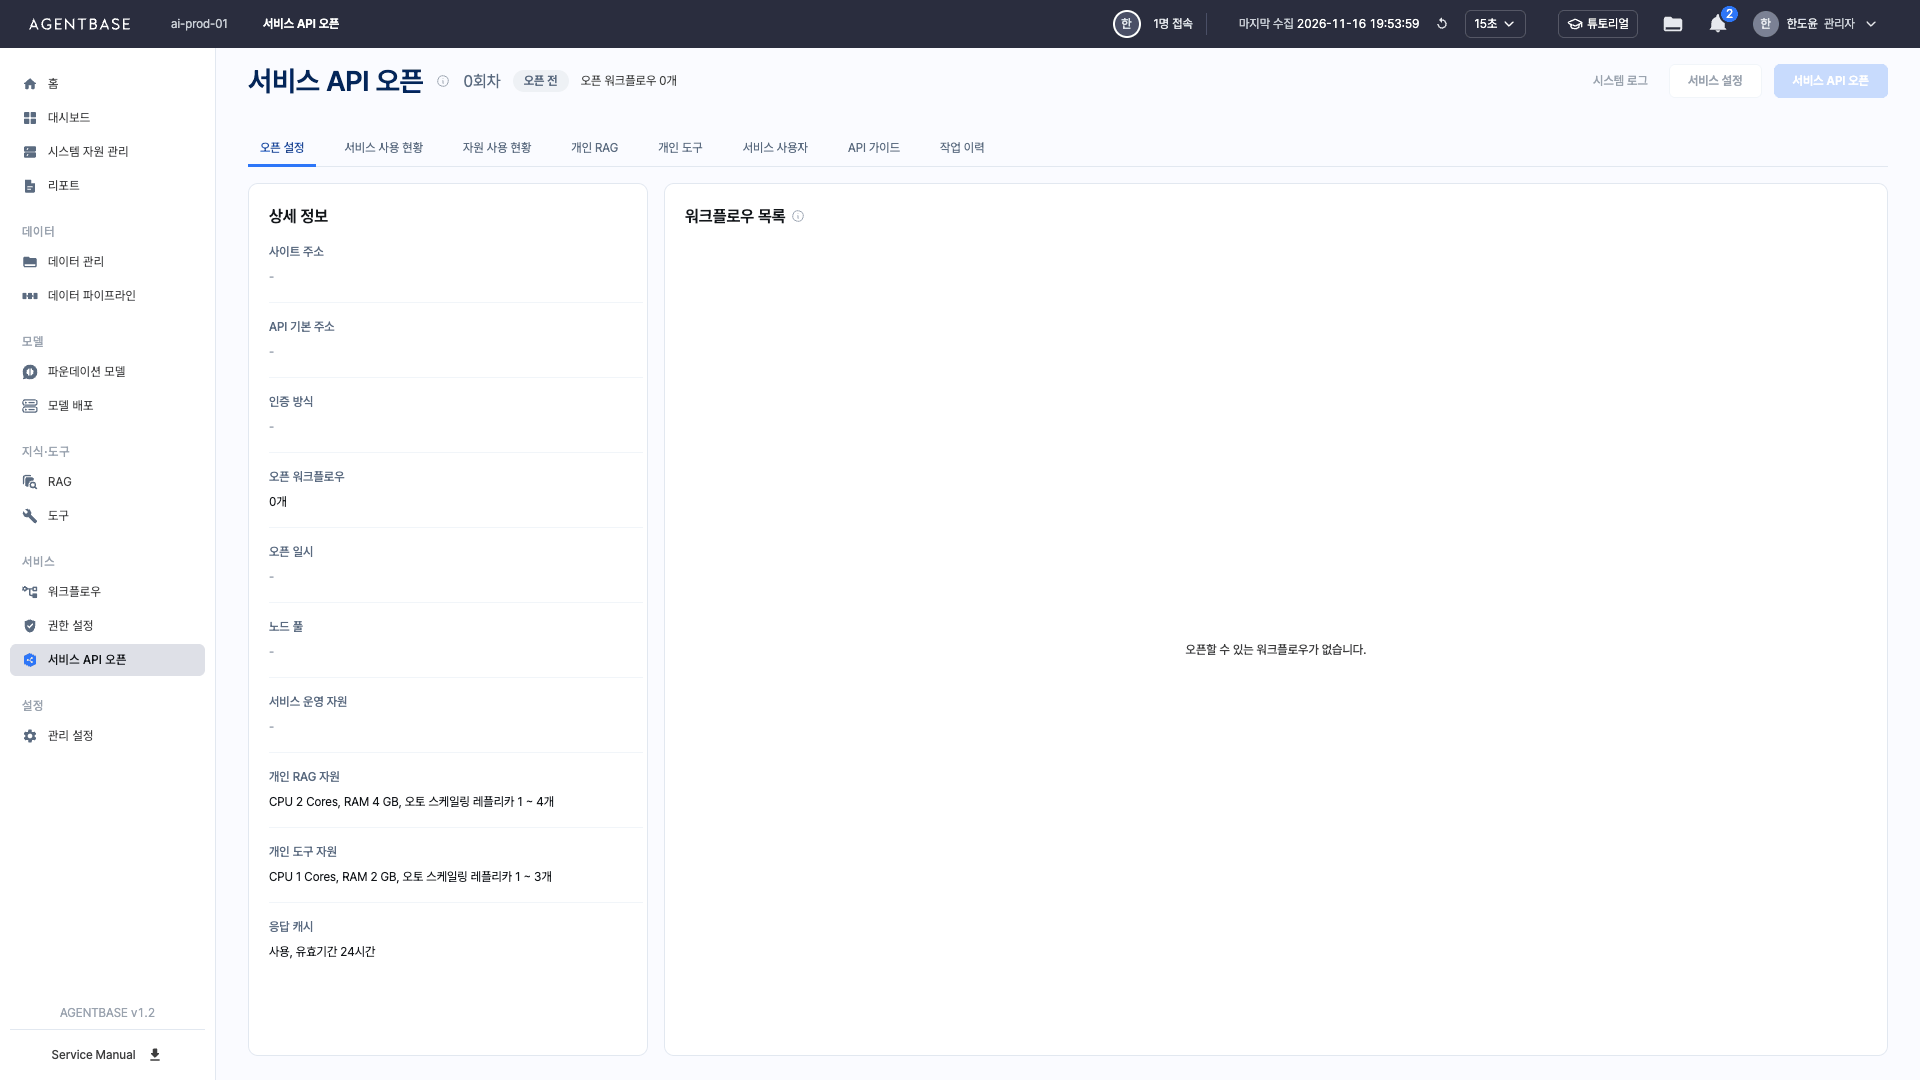 AGENTBASE
ai-prod-01
서비스 API 오픈
한
1명 접속
마지막 수집 2026-11-16 19:53:59
15초
튜토리얼
2
한
한도윤 관리자
홈
대시보드
시스템 자원 관리
리포트
데이터
데이터 관리
데이터 파이프라인
모델
파운데이션 모델
모델 배포
지식·도구
RAG
도구
서비스
워크플로우
권한 설정
서비스 API 오픈
설정
관리 설정
AGENTBASE v1.2
Service Manual
서비스 API 오픈
0회차
오픈 전
오픈 워크플로우 0개
시스템 로그
서비스 설정
서비스 API 오픈
오픈 설정
서비스 사용 현황
자원 사용 현황
개인 RAG
개인 도구
서비스 사용자
API 가이드
작업 이력
상세 정보
사이트 주소
-
API 기본 주소
-
인증 방식
-
오픈 워크플로우
0개
오픈 일시
-
노드 풀
-
서비스 운영 자원
-
개인 RAG 자원
CPU 2 Cores, RAM 4 GB, 오토 스케일링 레플리카 1 ~ 4개
개인 도구 자원
CPU 1 Cores, RAM 2 GB, 오토 스케일링 레플리카 1 ~ 3개
응답 캐시
사용, 유효기간 24시간
워크플로우 목록
오픈할 수 있는 워크플로우가 없습니다.